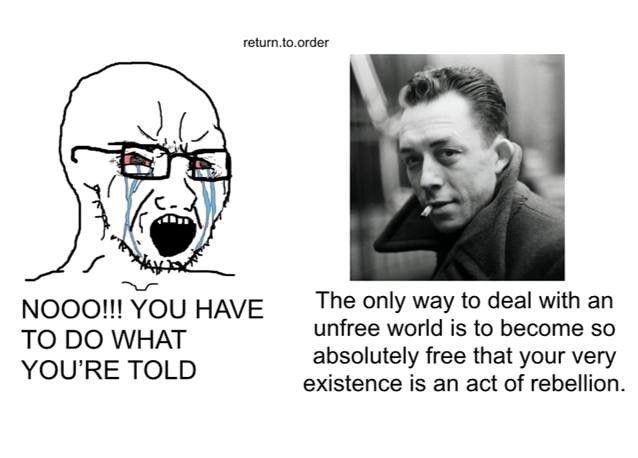 return.to.order
NOOO!!! YOU HAVE
TO DO WHAT
YOU'RE TOLD
The only way to deal with an
unfree world is to become so
absolutely free that your very
existence is an act of rebellion.